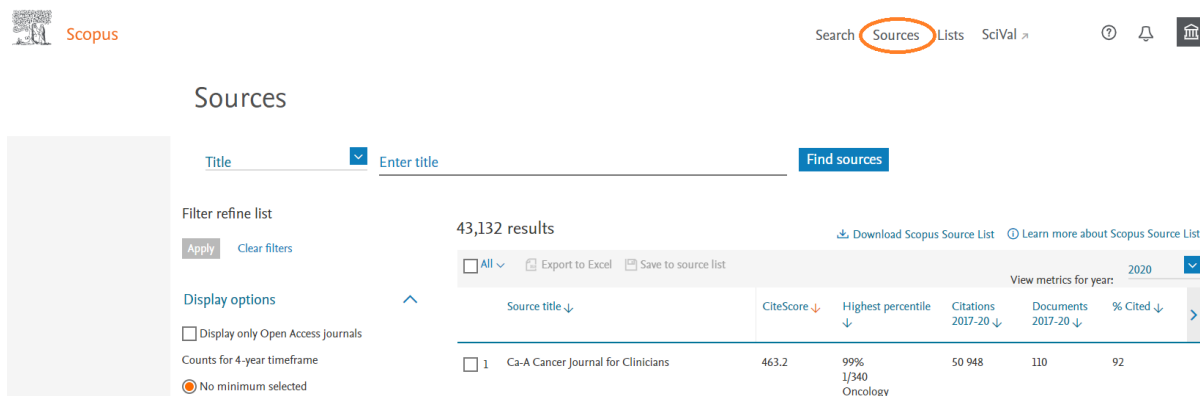 Scopus
Search Sources Lists SciVal
Sources
Title
Enter title
Find sources
Filter refine list
Apply Clear filters
Display options
Display only Open Access journals
Counts for 4-year timeframe
No minimum selected
43,132 results
Download Scopus Source List Learn more about Scopus Source List
All Export to Excel Save to source list
View metrics for year: 2020
Source title CiteScore Highest percentile Citations 2017-20 Documents 2017-20 % Cited
1 Ca-A Cancer Journal for Clinicians 463.2 99% 50 948 110 92
1/340
Oncology